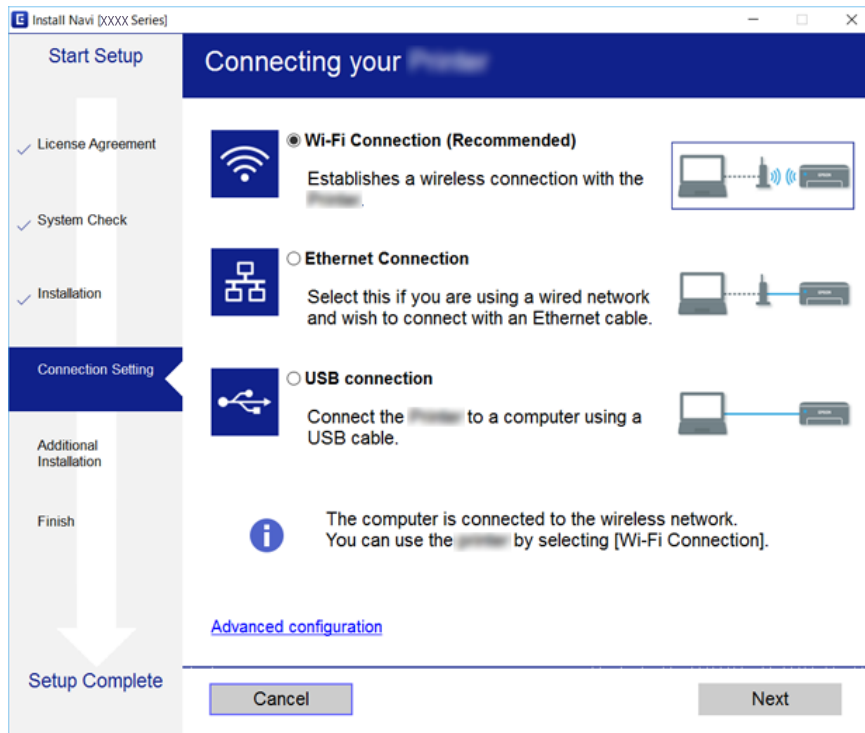 Install Navi [XXXX Series]
Start Setup
License Agreement
System Check
Installation
Connection Setting
Additional
Installation
Finish
Setup Complete
Connecting your
Wi-Fi Connection (Recommended)
Establishes a wireless connection with the
.
Ethernet Connection
Select this if you are using a wired network
and wish to connect with an Ethernet cable.
USB connection
Connect the to a computer using a
USB cable.
The computer is connected to the wireless network.
You can use the by selecting [Wi-Fi Connection].
Advanced configuration
Cancel
Next